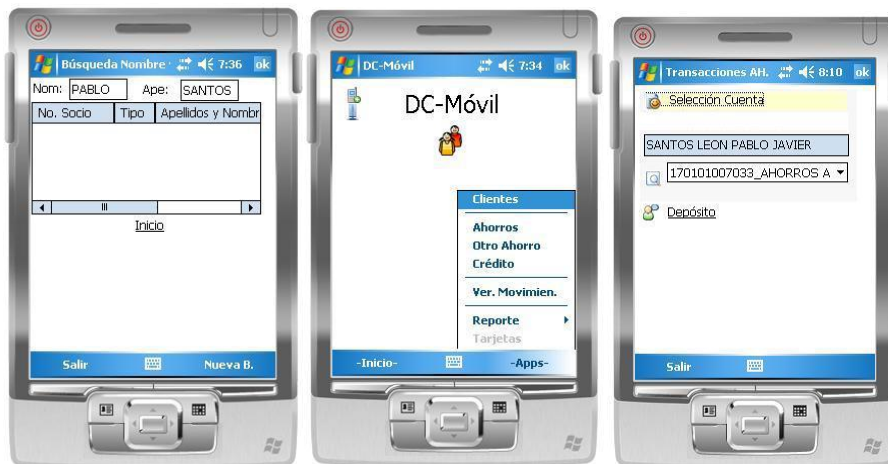 Búsqueda Nombre
7:36
ok
Nom: PABLO Ape: SANTOS
No. Socio Tipo Apellidos y Nombr
Inicio
Salir Nueva B.
DC-Móvil
7:34
ok
DC-Móvil
Clientes
Ahorros
Otro Ahorro
Crédito
Ver. Movimien.
Reporte
Tarjetas
-Inicio- -Apps-
Transacciones AH.
8:10
ok
Selección Cuenta
SANTOS LEON PABLO JAVIER
170101007033_AHORROS A
Depósito
Salir